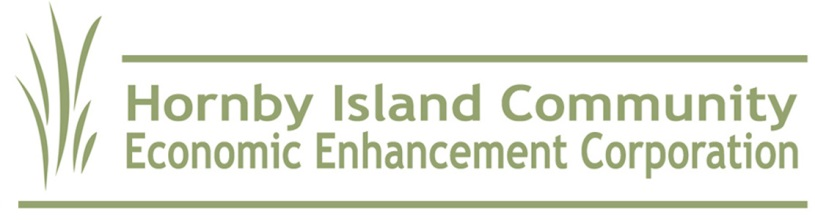 Hornby Island Community
Economic Enhancement Corporation